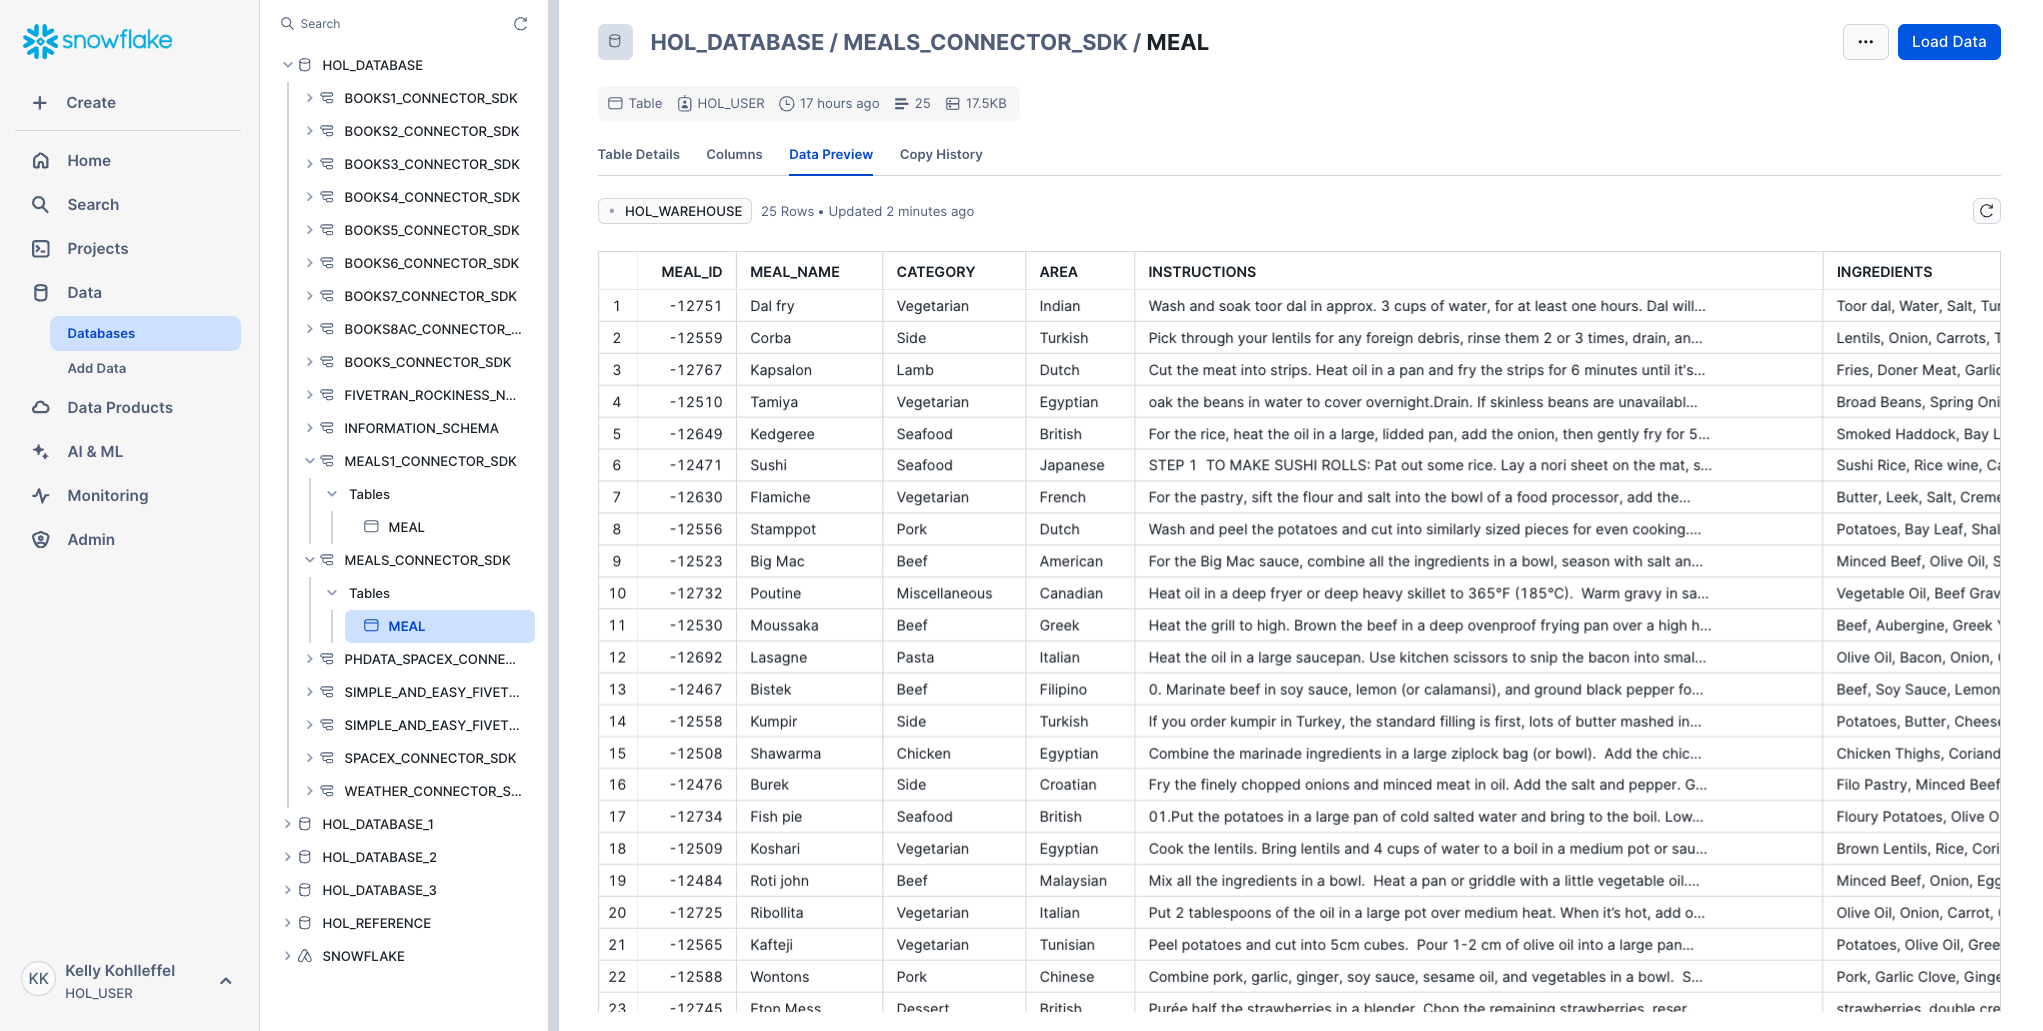 snowflake
Create
Home
Search
Projects
Data
Databases
Add Data
Data Products
AI & ML
Monitoring
Admin
KK
Kelly Kohlleffel
HOL_USER
Search
HOL_DATABASE
BOOKS1_CONNECTOR_SDK
BOOKS2_CONNECTOR_SDK
BOOKS3_CONNECTOR_SDK
BOOKS4_CONNECTOR_SDK
BOOKS5_CONNECTOR_SDK
BOOKS6_CONNECTOR_SDK
BOOKS7_CONNECTOR_SDK
BOOKS8AC_CONNECTOR_...
BOOKS_CONNECTOR_SDK
FIVETRAN_ROCKINESS_N...
INFORMATION_SCHEMA
MEALS1_CONNECTOR_SDK
Tables
MEAL
MEALS_CONNECTOR_SDK
Tables
MEAL
PHDATA_SPACEX_CONNE...
SIMPLE_AND_EASY_FIVET...
SIMPLE_AND_EASY_FIVET...
SPACEX_CONNECTOR_SDK
WEATHER_CONNECTOR_S...
HOL_DATABASE_1
HOL_DATABASE_2
HOL_DATABASE_3
HOL_REFERENCE
SNOWFLAKE
HOL_DATABASE / MEALS_CONNECTOR_SDK / MEAL
... Load Data
Table HOL_USER 17 hours ago 25 17.5KB
Table Details Columns Data Preview Copy History
HOL_WAREHOUSE 25 Rows • Updated 2 minutes ago
MEAL_ID MEAL_NAME CATEGORY AREA INSTRUCTIONS INGREDIENTS
1 -12751 Dal fry Vegetarian Indian Wash and soak toor dal in approx. 3 cups of water, for at least one hours. Dal will... Toor dal, Water, Salt, Tur
2 -12559 Corba Side Turkish Pick through your lentils for any foreign debris, rinse them 2 or 3 times, drain, an... Lentils, Onion, Carrots, T
3 -12767 Kapsalon Lamb Dutch Cut the meat into strips. Heat oil in a pan and fry the strips for 6 minutes until it's... Fries, Doner Meat, Garlic
4 -12510 Tamiya Vegetarian Egyptian oak the beans in water to cover overnight.Drain. If skinless beans are unavailabl... Broad Beans, Spring Oni
5 -12649 Kedgeree Seafood British For the rice, heat the oil in a large, lidded pan, add the onion, then gently fry for 5... Smoked Haddock, Bay L
6 -12471 Sushi Seafood Japanese STEP 1 TO MAKE SUSHI ROLLS: Pat out some rice. Lay a nori sheet on the mat, s... Sushi Rice, Rice wine, Ca
7 -12630 Flamiche Vegetarian French For the pastry, sift the flour and salt into the bowl of a food processor, add the... Butter, Leek, Salt, Creme
8 -12556 Stamppot Pork Dutch Wash and peel the potatoes and cut into similarly sized pieces for even cooking.... Potatoes, Bay Leaf, Shal
9 -12523 Big Mac Beef American For the Big Mac sauce, combine all the ingredients in a bowl, season with salt an... Minced Beef, Olive Oil, S
10 -12732 Poutine Miscellaneous Canadian Heat oil in a deep fryer or deep heavy skillet to 365°F (185°C). Warm gravy in sa... Vegetable Oil, Beef Grav
11 -12530 Moussaka Beef Greek Heat the grill to high. Brown the beef in a deep ovenproof frying pan over a high h... Beef, Aubergine, Greek Y
12 -12692 Lasagne Pasta Italian Heat the oil in a large saucepan. Use kitchen scissors to snip the bacon into smal... Olive Oil, Bacon, Onion,
13 -12467 Bistek Beef Filipino 0. Marinate beef in soy sauce, lemon (or calamansi), and ground black pepper fo... Beef, Soy Sauce, Lemon
14 -12558 Kumpir Side Turkish If you order kumpir in Turkey, the standard filling is first, lots of butter mashed in... Potatoes, Butter, Cheese
15 -12508 Shawarma Chicken Egyptian Combine the marinade ingredients in a large ziplock bag (or bowl). Add the chic... Chicken Thighs, Coriand
16 -12476 Burek Side Croatian Fry the finely chopped onions and minced meat in oil. Add the salt and pepper. G... Filo Pastry, Minced Beef
17 -12734 Fish pie Seafood British 01.Put the potatoes in a large pan of cold salted water and bring to the boil. Low... Floury Potatoes, Olive O
18 -12509 Koshari Vegetarian Egyptian Cook the lentils. Bring lentils and 4 cups of water to a boil in a medium pot or sau... Brown Lentils, Rice, Cori
19 -12484 Roti john Beef Malaysian Mix all the ingredients in a bowl. Heat a pan or griddle with a little vegetable oil.... Minced Beef, Onion, Egg
20 -12725 Ribollita Vegetarian Italian Put 2 tablespoons of the oil in a large pot over medium heat. When it’s hot, add o... Olive Oil, Onion, Carrot,
21 -12565 Kafteji Vegetarian Tunisian Peel potatoes and cut into 5cm cubes. Pour 1-2 cm of olive oil into a large pan... Potatoes, Olive Oil, Gree
22 -12588 Wontons Pork Chinese Combine pork, garlic, ginger, soy sauce, sesame oil, and vegetables in a bowl. S... Pork, Garlic Clove, Ginge
23 -12745 Eton Mess Dessert British Purée half the strawberries in a blender. Chop the remaining strawberries, reser... strawberries, double cre